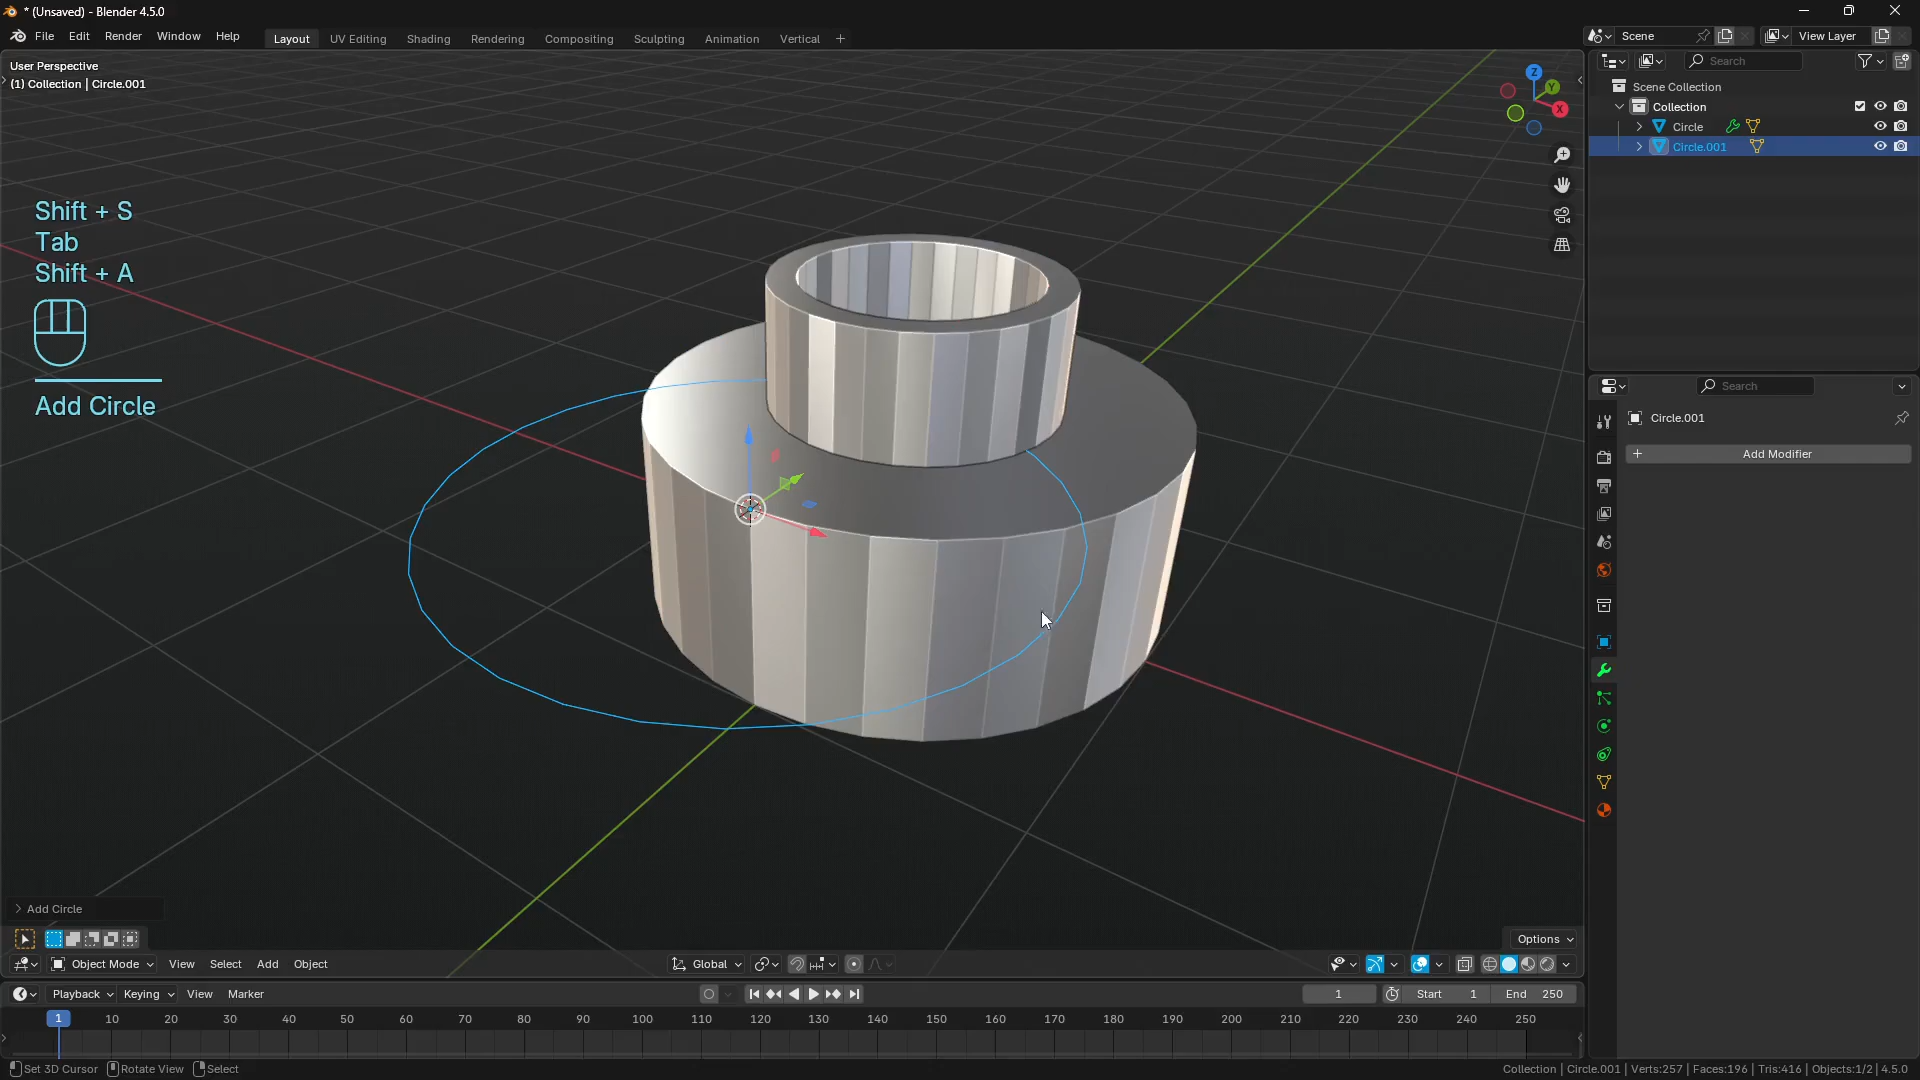 * (Unsaved) - Blender 4.5.0
File Edit Render Window Help
Layout UV Editing Shading Rendering Compositing Sculpting Animation Vertical +
Scene View Layer
User Perspective
(1) Collection | Circle.001
Z
Y
X
Search
Scene Collection
Collection
Circle
Circle.001
Shift + S
Tab
Shift + A
Add Circle
Search
Circle.001
+ Add Modifier
> Add Circle
Options
Object Mode View Select Add Object
Global
Playback Keying View Marker
1 Start 1 End 250
1 10 20 30 40 50 60 70 80 90 100 110 120 130 140 150 160 170 180 190 200 210 220 230 240 250
Set 3D Cursor Rotate View Select
Collection | Circle.001 | Verts:257 | Faces:196 | Tris:416 | Objects:1/2 | 4.5.0